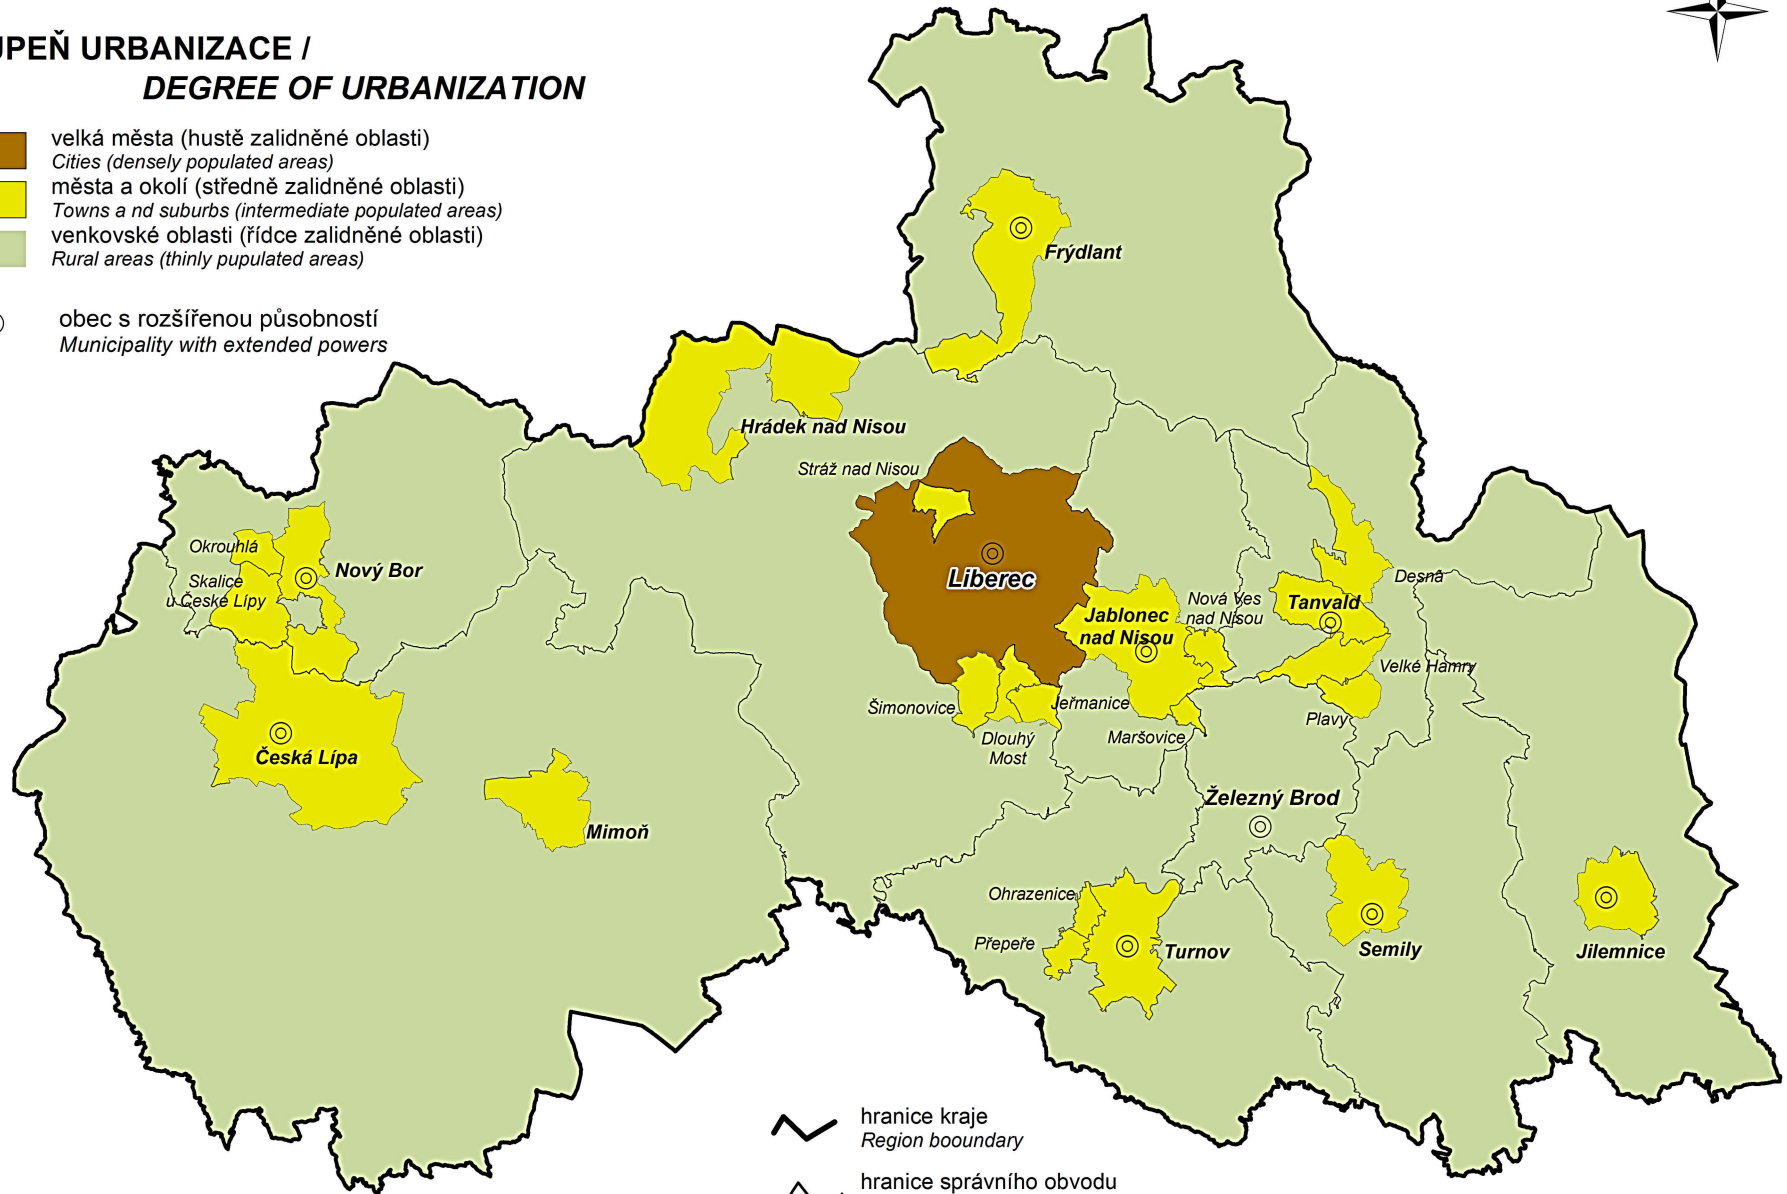 UPEŇ URBANIZACE /
DEGREE OF URBANIZATION
velká města (hustě zalidněné oblasti)
Cities (densely populated areas)
města a okolí (středně zalidněné oblasti)
Towns a nd suburbs (intermediate populated areas)
venkovské oblasti (řídce zalidněné oblasti)
Rural areas (thinly pupulated areas)
obec s rozšířenou působností
Municipality with extended powers
Frýdlant
Hrádek nad Nisou
Stráž nad Nisou
Okrouhlá
Nový Bor
Skalice
u České Lípy
Liberec
Desná
Jablonec
nad Nisou
Nová Ves
nad Nisou
Tanvald
Velké Hamry
Šimonovice
Jeřmanice
Plavy
Dlouhý
Most
Maršovice
Česká Lípa
Železný Brod
Mimoň
Ohrazenice
Přepeře
Turnov
Semily
Jilemnice
hranice kraje
Region booundary
hranice správního obvodu